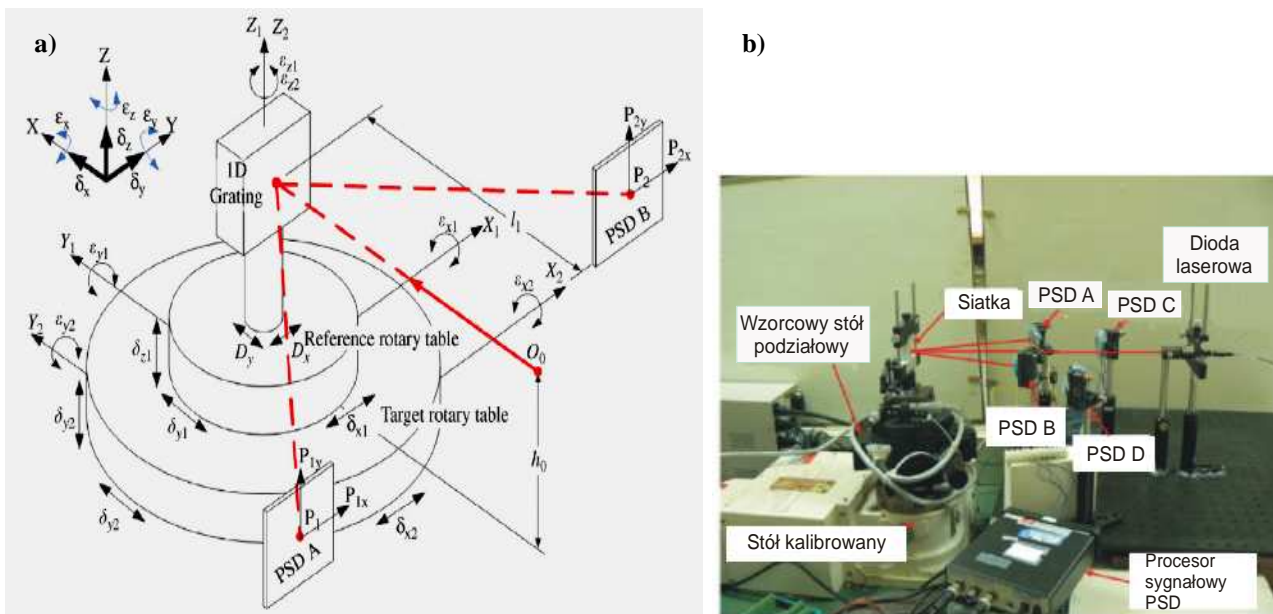 a)
Z₁ Z₂
εz1
εz2
Z
X
εx
εz
εy
Y
δz
δx
δy
1D
Grating
P2y
P2x
P₂
PSD B
l₁
εx1
X₁
Y₁
εy1
εx2
X₂
Y₂
εy2
δz1
Dy
Dx
Reference rotary table
O₀
δy2
δy1
δx1
Target rotary table
h₀
P1y
P1x
P₁
PSD A
δy2
δx2
b)
Dioda
laserowa
Siatka
PSD A
PSD C
Wzorcowy stół
podziałowy
PSD B
PSD D
Stół kalibrowany
Procesor
sygnałowy
PSD